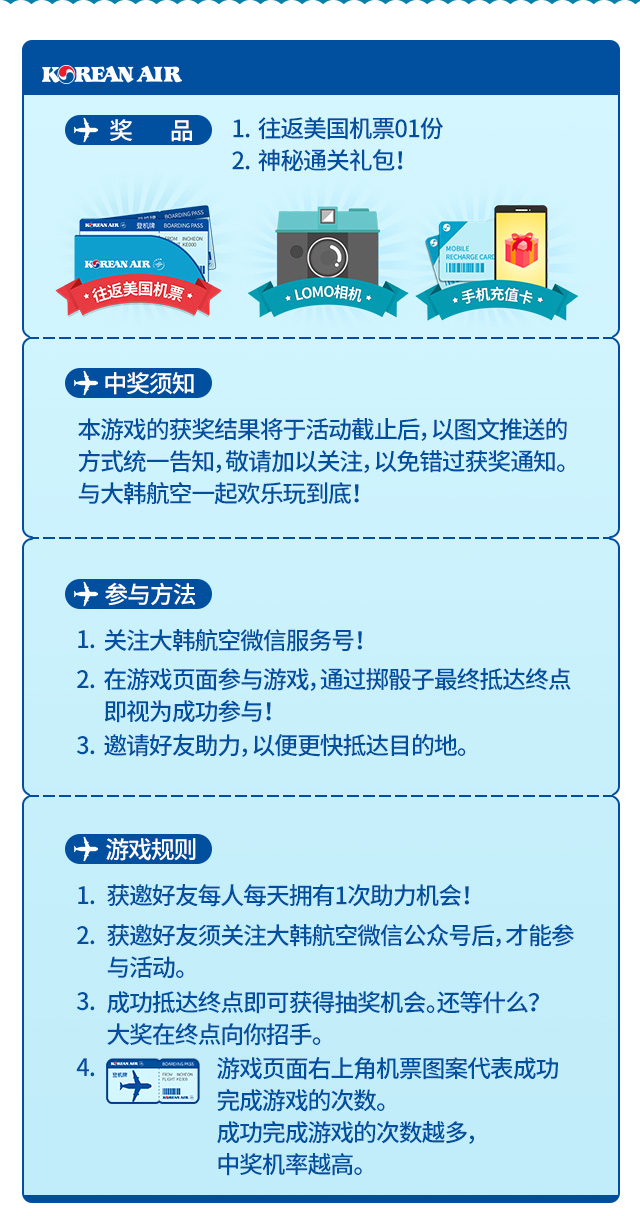 KOREAN AIR
奖 品
1. 往返美国机票01份
2. 神秘通关礼包！
登机牌 BOARDING PASS
KOREAN AIR 登机牌 BOARDING PASS
FROM INCHEON
KE000
KOREAN AIR
往返美国机票
LOMO相机
MOBILE
RECHARGE CARD
手机充值卡
中奖须知
本游戏的获奖结果将于活动截止后，以图文推送的
方式统一告知，敬请加以关注，以免错过获奖通知。
与大韩航空一起欢乐玩到底！
参与方法
1. 关注大韩航空微信服务号！
2. 在游戏页面参与游戏，通过掷骰子最终抵达终点
即视为成功参与！
3. 邀请好友助力，以便更快抵达目的地。
游戏规则
1. 获邀好友每人每天拥有1次助力机会！
2. 获邀好友须关注大韩航空微信公众号后，才能参
与活动。
3. 成功抵达终点即可获得抽奖机会。还等什么？
大奖在终点向你招手。
4. 游戏页面右上角机票图案代表成功
KOREAN AIR BOARDING PASS
登机牌 FROM INCHEON
FLIGHT KE000
KOREAN AIR
完成游戏的次数。
成功完成游戏的次数越多，
中奖机率越高。